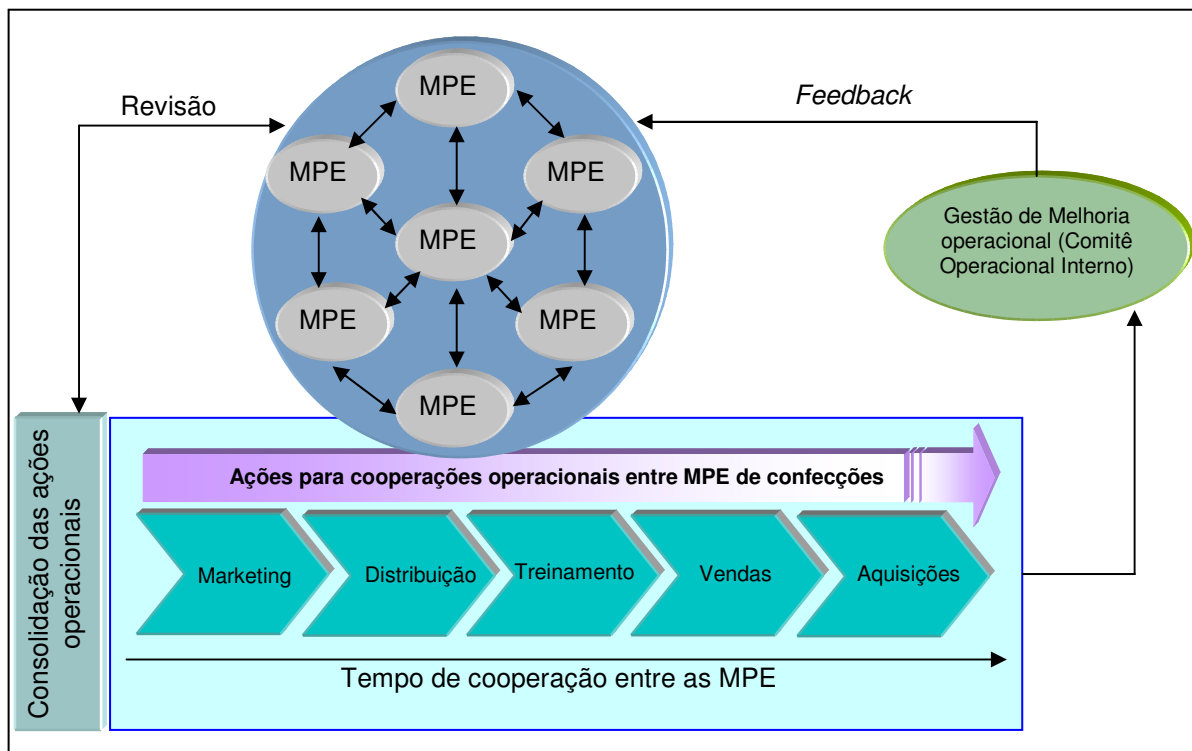 MPE
Revisão
Feedback
MPE
MPE
MPE
Gestão de Melhoria
operacional (Comitê
Operacional Interno)
MPE
MPE
MPE
Consolidação das ações
operacionais
Ações para cooperações operacionais entre MPE de confecções
Marketing
Distribuição
Treinamento
Vendas
Aquisições
Tempo de cooperação entre as MPE